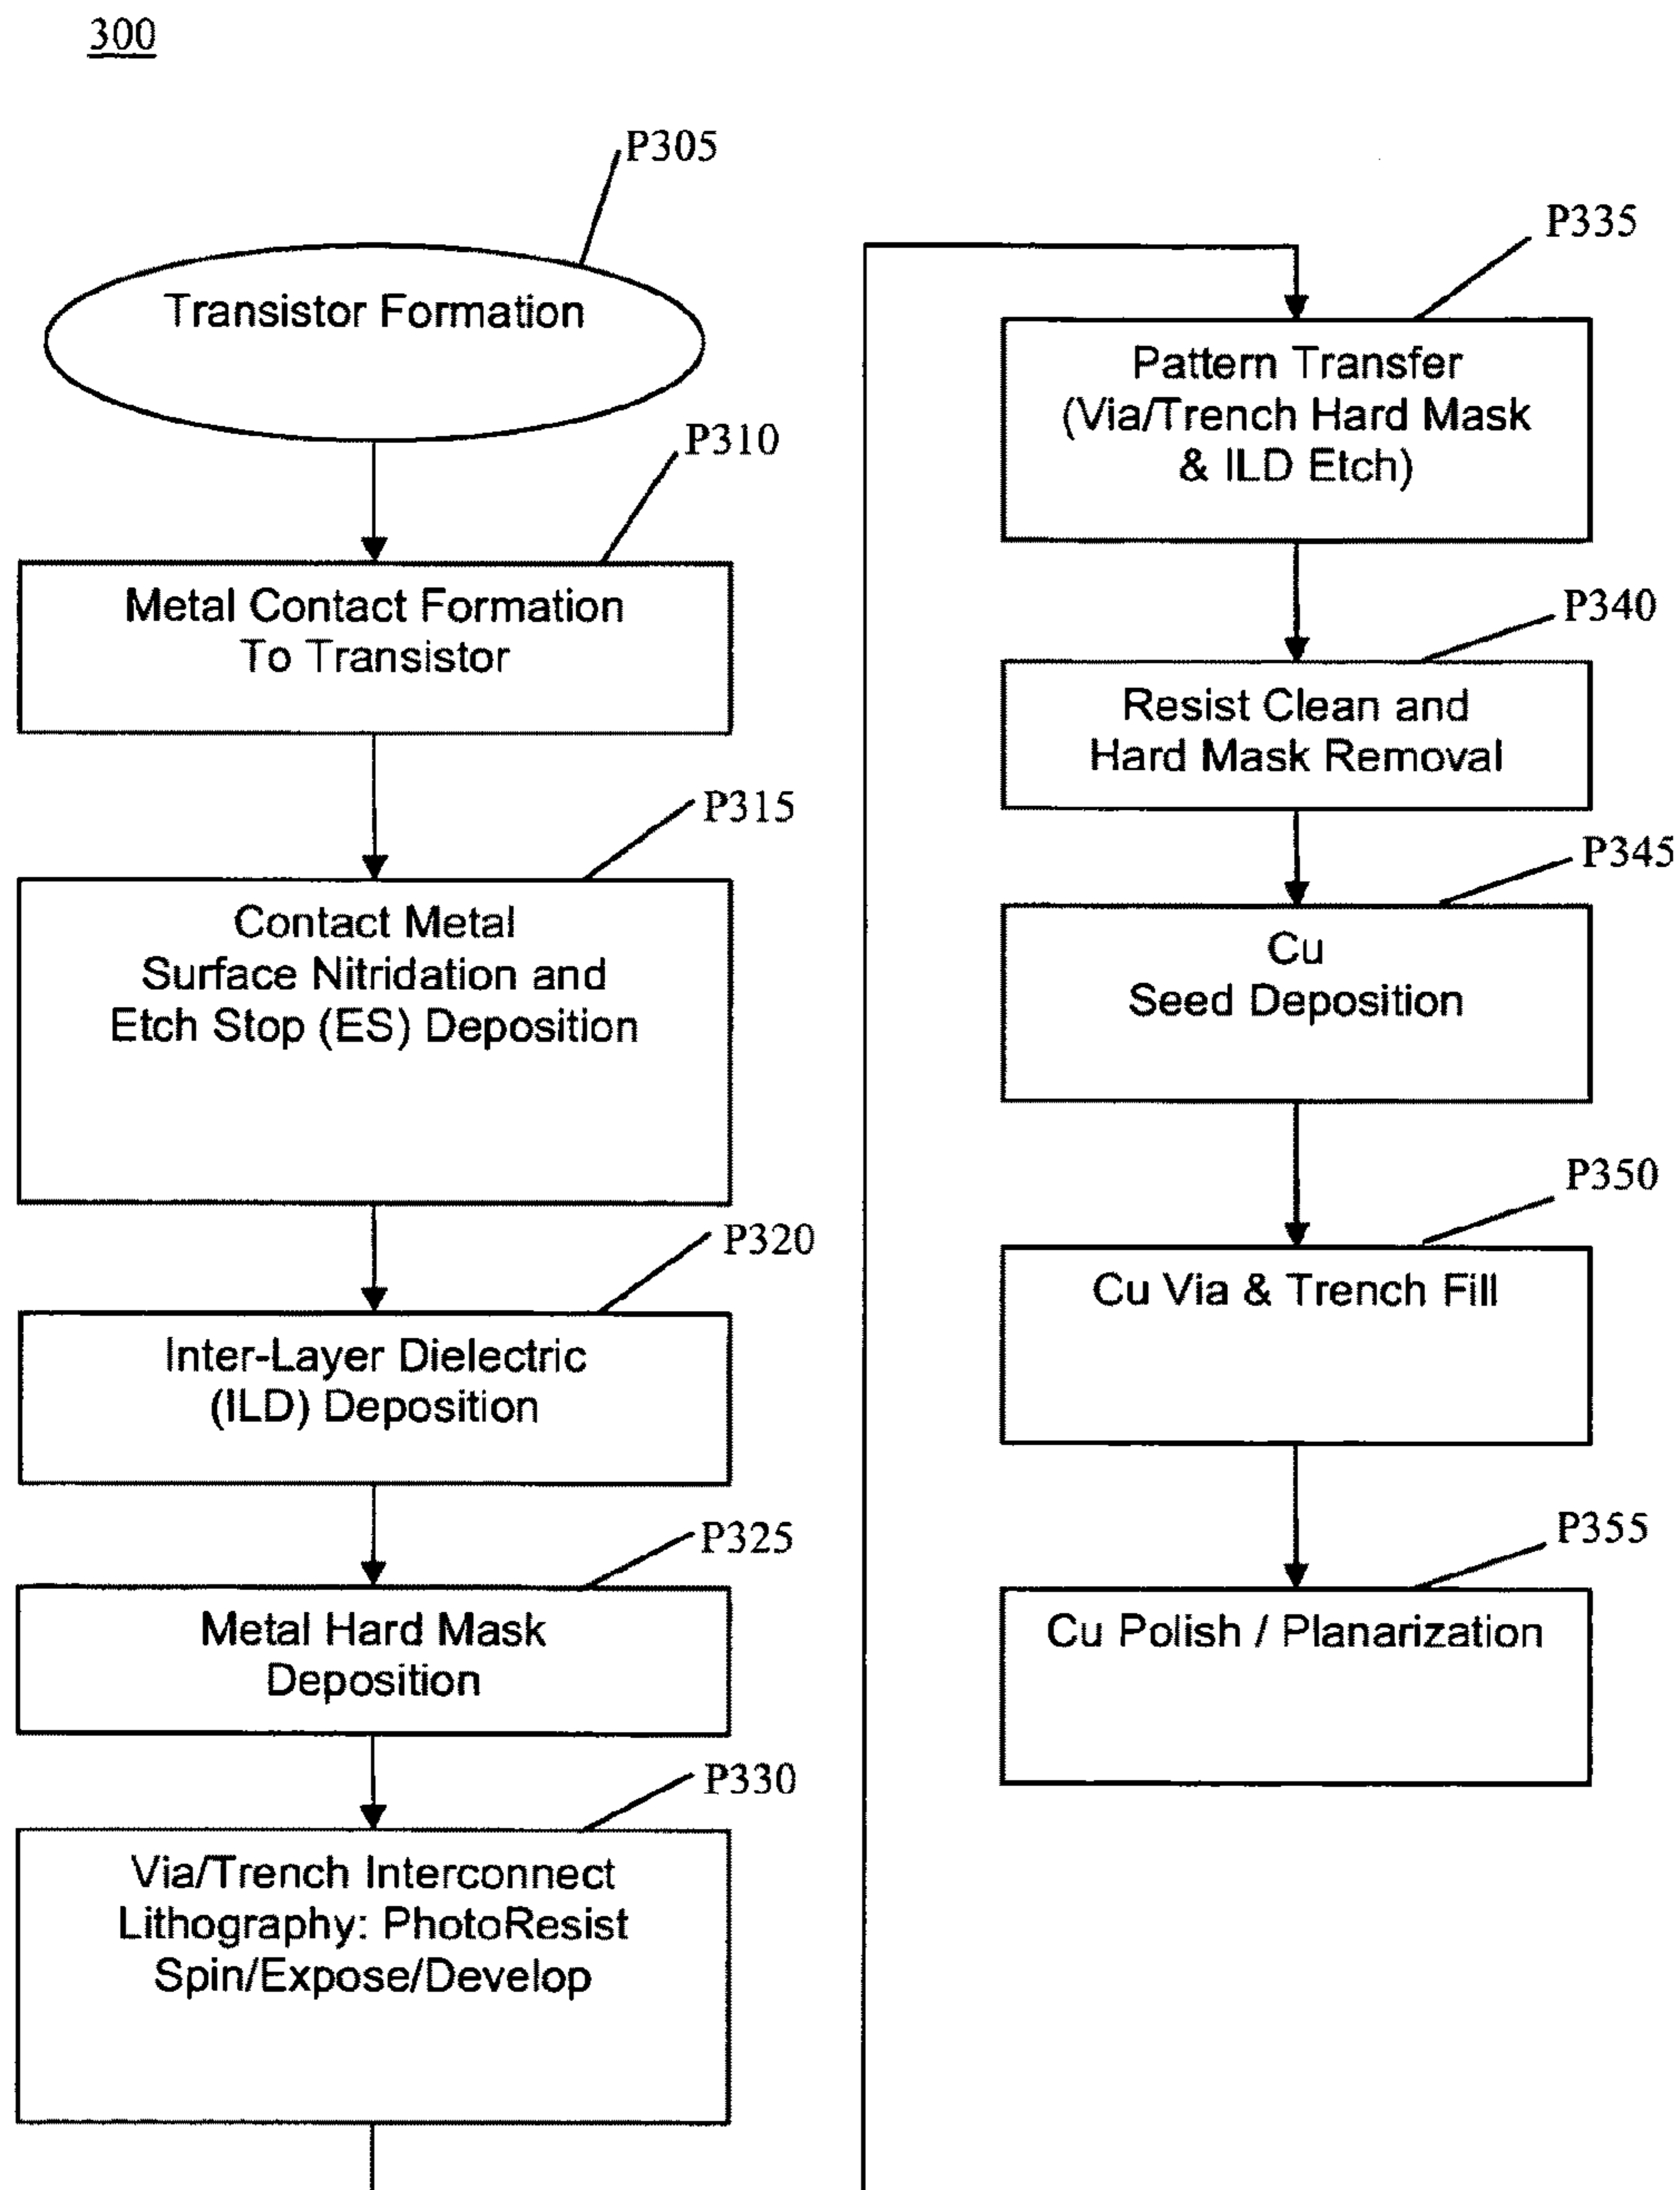 300
P305
Transistor Formation
P310
Metal Contact Formation
To Transistor
P315
Contact Metal
Surface Nitridation and
Etch Stop (ES) Deposition
P320
Inter-Layer Dielectric
(ILD) Deposition
P325
Metal Hard Mask
Deposition
P330
Via/Trench Interconnect
Lithography: PhotoResist
Spin/Expose/Develop
P335
Pattern Transfer
(Via/Trench Hard Mask
& ILD Etch)
P340
Resist Clean and
Hard Mask Removal
P345
Cu
Seed Deposition
P350
Cu Via & Trench Fill
P355
Cu Polish / Planarization